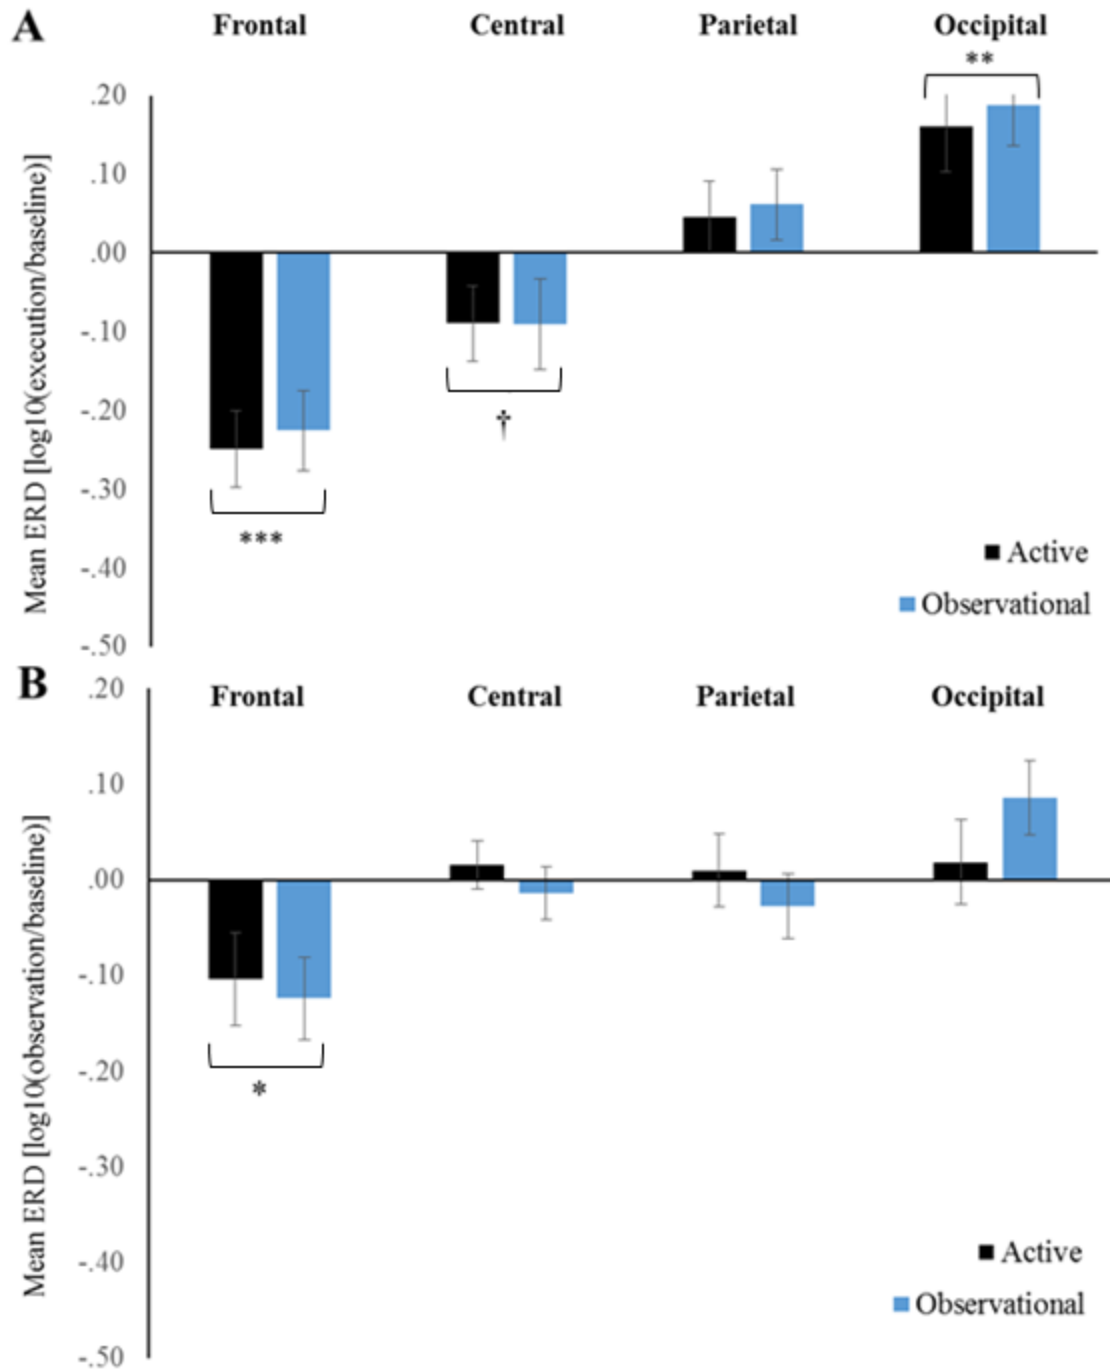 A
Frontal Central Parietal Occipital
**
.20
.10
.00
-.10
-.20
-.30
-.40
-.50
Mean ERD [log10(execution/baseline)]
†
***
Active
Observational
B
Frontal Central Parietal Occipital
.20
.10
.00
-.10
-.20
-.30
-.40
-.50
Mean ERD [log10(observation/baseline)]
*
Active
Observational